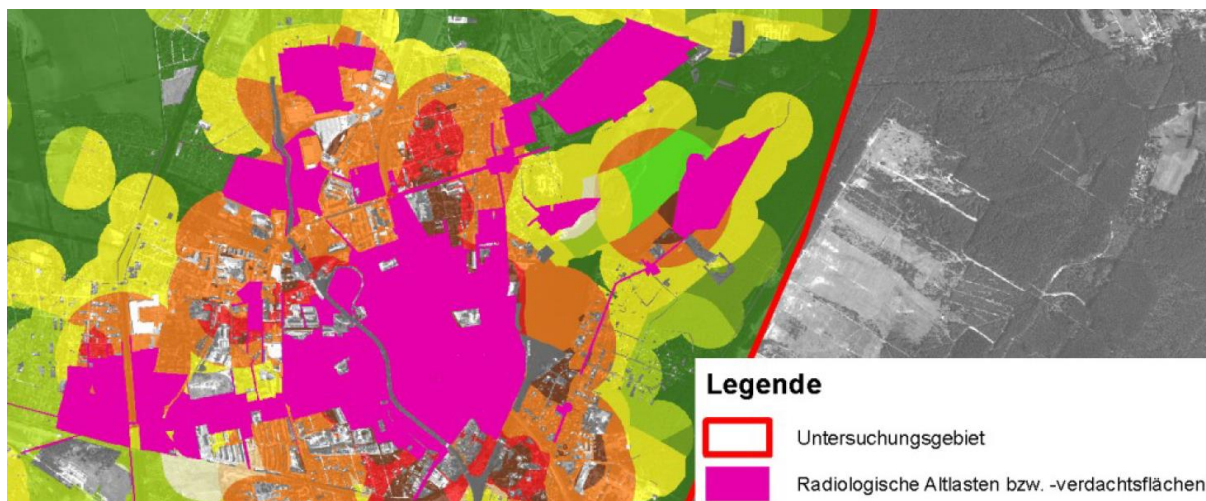 Legende
Untersuchungsgebiet
Radiologische Altlasten bzw. -verdachtsflächen